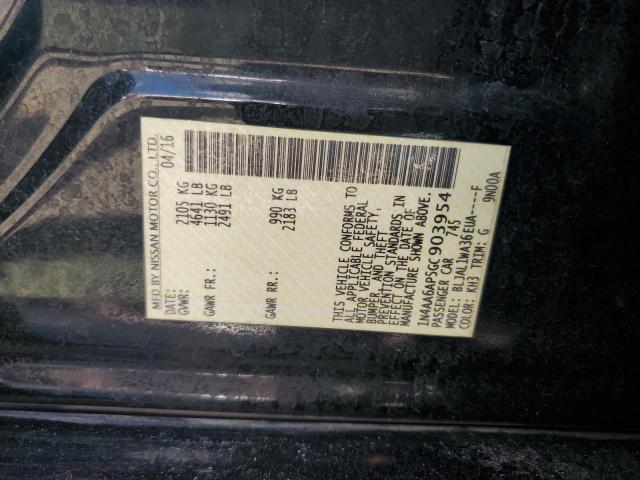 MFD BY NISSAN MOTOR CO., LTD.
DATE: 04/16
GVWR: 2105 KG
4641 LB
GAWR FR.: 1130 KG
2491 LB
GAWR RR.: 990 KG
2183 LB
THIS VEHICLE CONFORMS TO
ALL APPLICABLE FEDERAL
MOTOR VEHICLE SAFETY,
BUMPER, AND THEFT
PREVENTION STANDARDS IN
EFFECT ON THE DATE OF
MANUFACTURE SHOWN ABOVE.
1N4AA6AP5GC903954
PASSENGER CAR 745
MODEL: BLJALLWA36EUA----F
COLOR: KH3 TRIM: G 9N00A